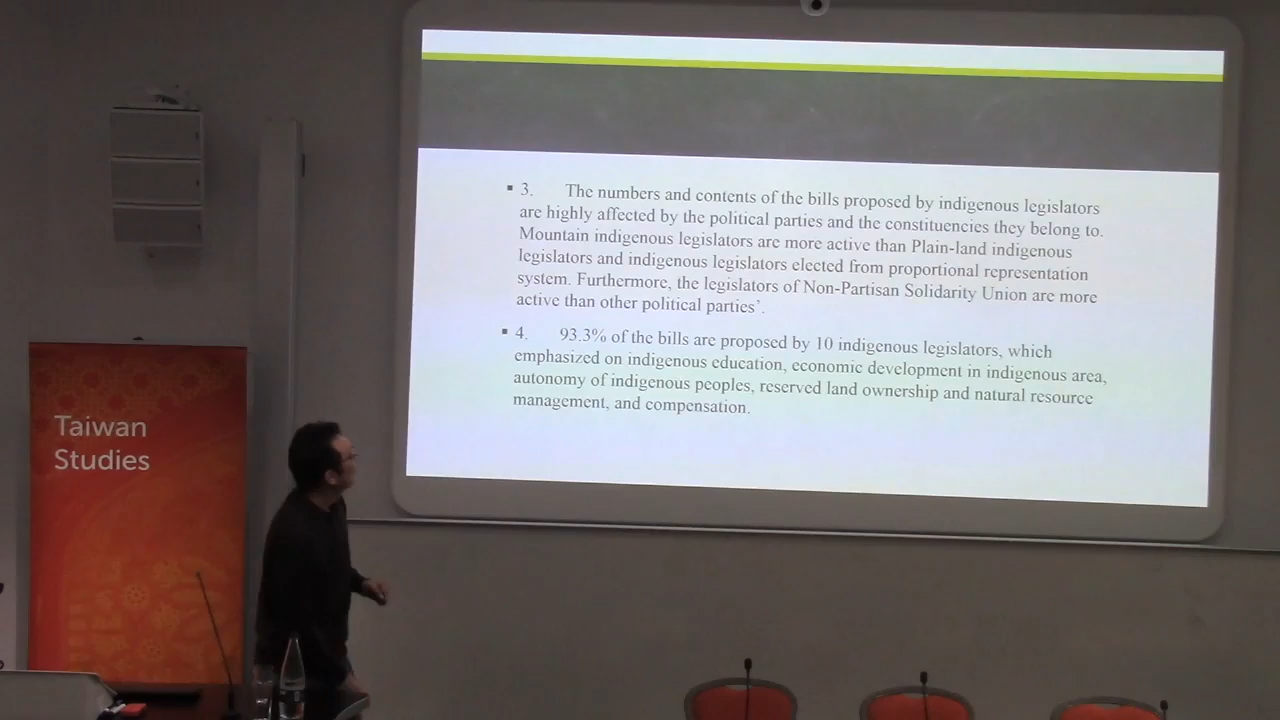 Taiwan
Studies
▪ 3. The numbers and contents of the bills proposed by indigenous legislators
are highly affected by the political parties and the constituencies they belong to.
Mountain indigenous legislators are more active than Plain-land indigenous
legislators and indigenous legislators elected from proportional representation
system. Furthermore, the legislators of Non-Partisan Solidarity Union are more
active than other political parties’.
▪ 4. 93.3% of the bills are proposed by 10 indigenous legislators, which
emphasized on indigenous education, economic development in indigenous area,
autonomy of indigenous peoples, reserved land ownership and natural resource
management, and compensation.